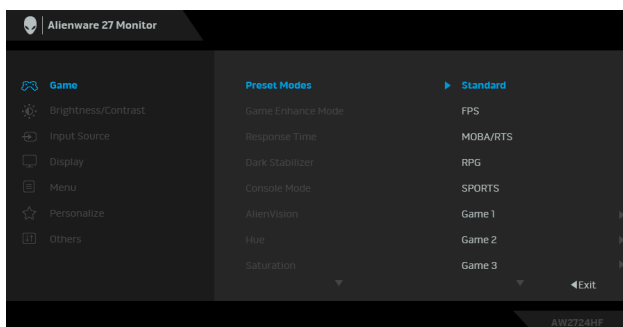 Alienware 27 Monitor
Game Preset Modes Standard
Brightness/Contrast Game Enhance Mode FPS
Input Source Response Time MOBA/RTS
Display Dark Stabilizer RPG
Menu Console Mode SPORTS
Personalize AlienVision Game 1
Others Hue Game 2
Saturation Game 3
Exit
AW2724HF